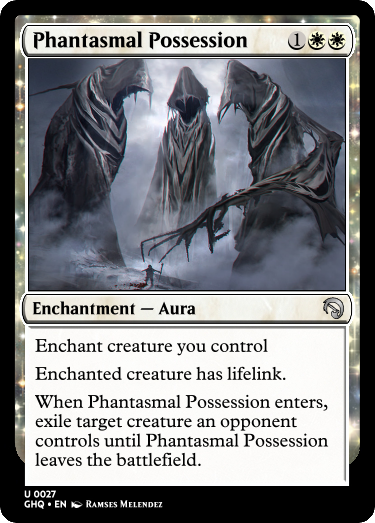 Phantasmal Possession 1
Enchantment — Aura
Enchant creature you control
Enchanted creature has lifelink.
When Phantasmal Possession enters,
exile target creature an opponent
controls until Phantasmal Possession
leaves the battlefield.
U 0027
GHQ • EN Ramses Melendez